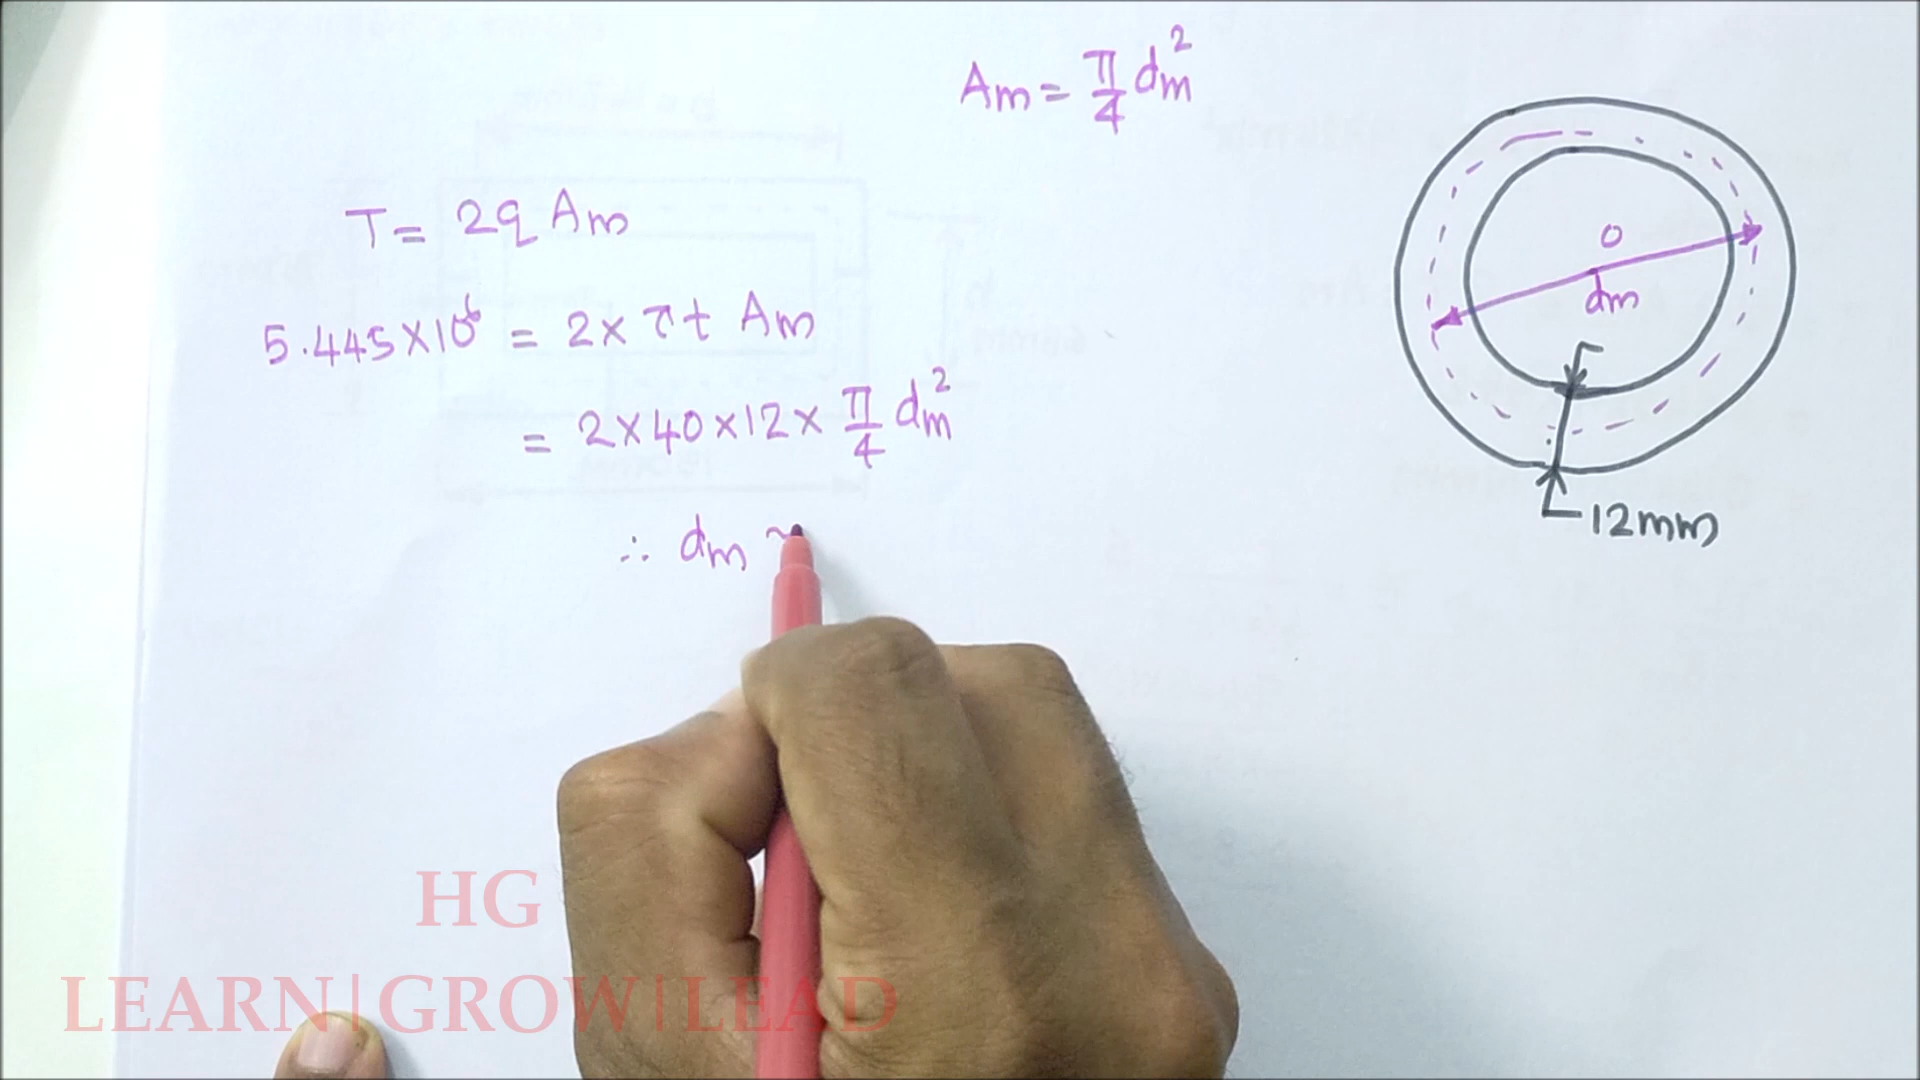 Am = π/4 dm²
T = 2q Am
5.445×10⁶ = 2× τt Am
= 2×40×12× π/4 dm²
∴ dm ~
o
dm
12mm
HG
LEARN|GROW|LEAD